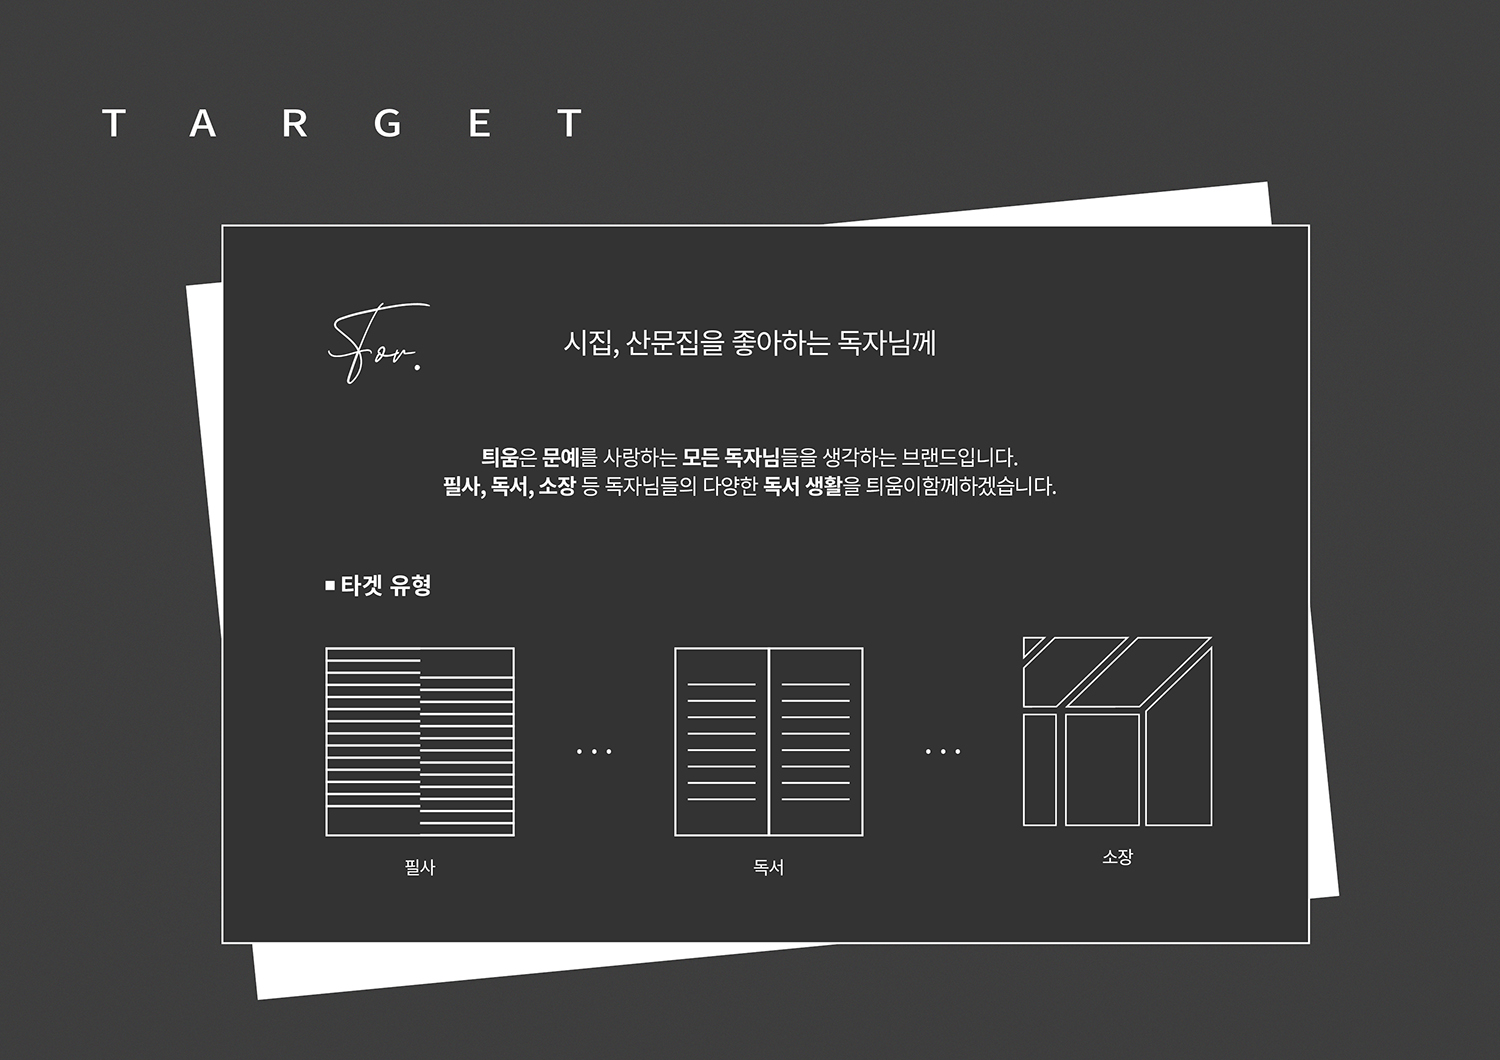 TARGET
For.
시집, 산문집을 좋아하는 독자님께
틔움은 문예를 사랑하는 모든 독자님들을 생각하는 브랜드입니다.
필사, 독서, 소장 등 독자님들의 다양한 독서 생활을 틔움이함께하겠습니다.
■ 타겟 유형
...
...
필사
독서
소장